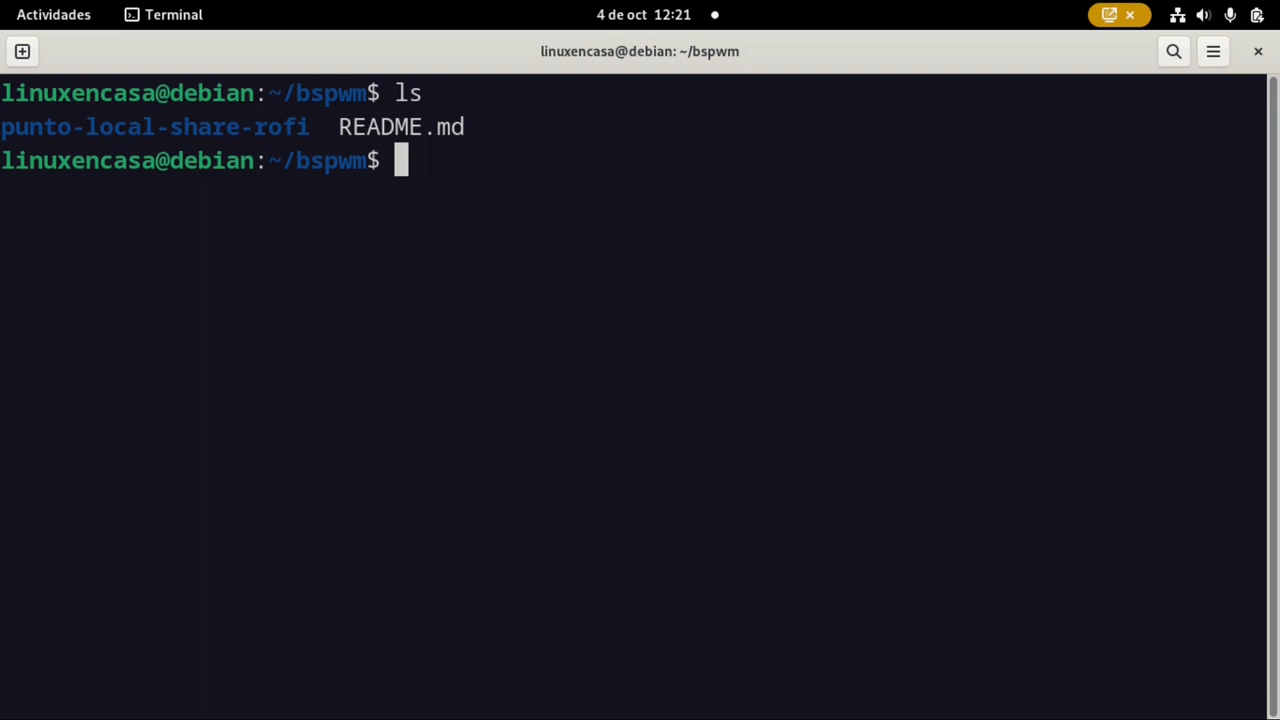 Actividades Terminal 4 de oct 12:21
linuxencasa@debian: ~/bspwm
linuxencasa@debian:~/bspwm$ ls
punto-local-share-rofi README.md
linuxencasa@debian:~/bspwm$